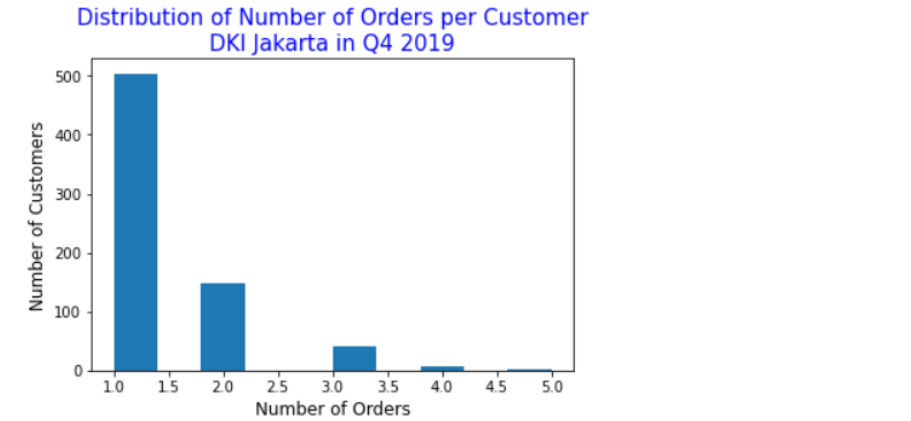 Distribution of Number of Orders per Customer
DKI Jakarta in Q4 2019
Number of Customers
500
400
300
200
100
0
1.0 1.5 2.0 2.5 3.0 3.5 4.0 4.5 5.0
Number of Orders